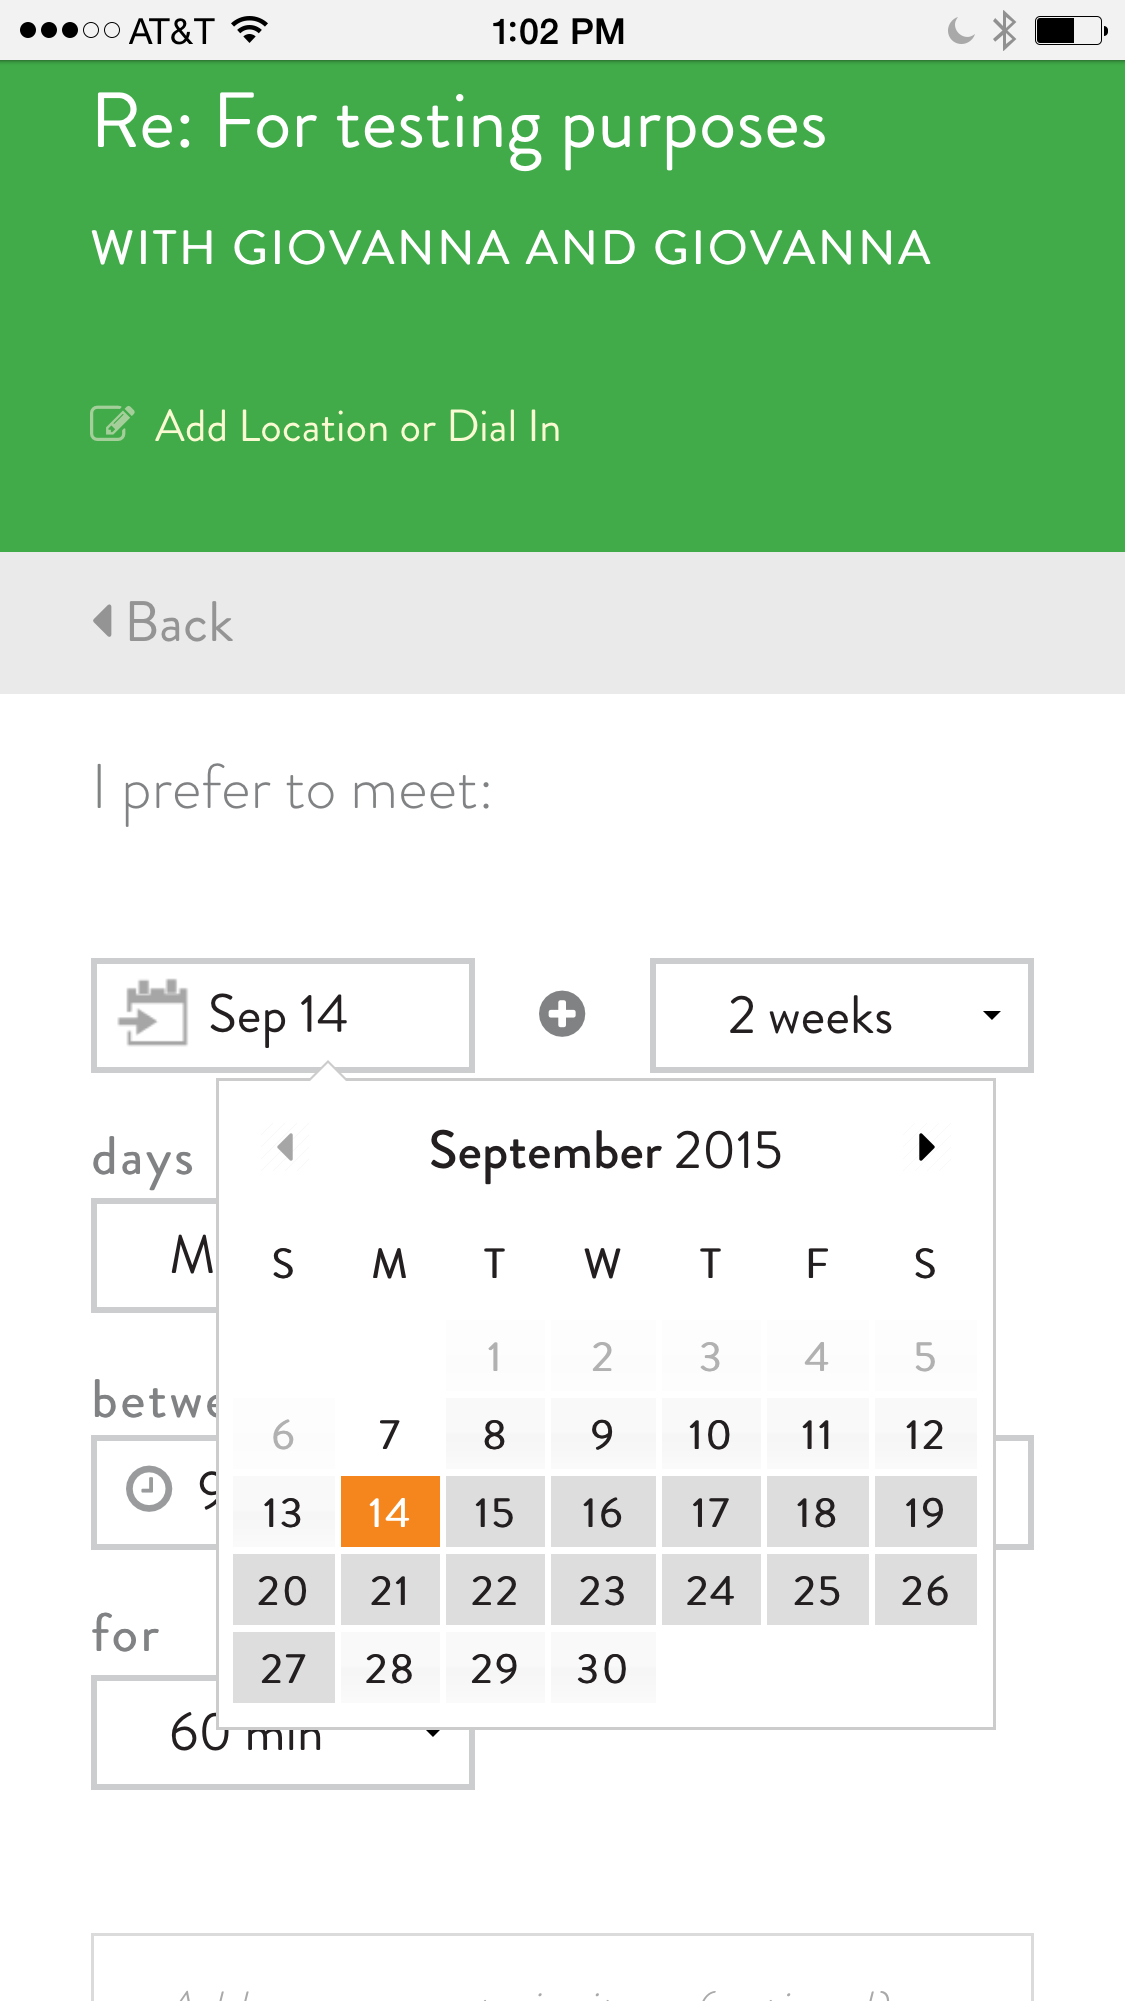 AT&T 1:02 PM
Re: For testing purposes
WITH GIOVANNA AND GIOVANNA
Add Location or Dial In
Back
I prefer to meet:
Sep 14 2 weeks
days
M
September 2015
S M T W T F S
1 2 3 4 5
6 7 8 9 10 11 12
13 14 15 16 17 18 19
20 21 22 23 24 25 26
27 28 29 30
betwe
9
for
60 min